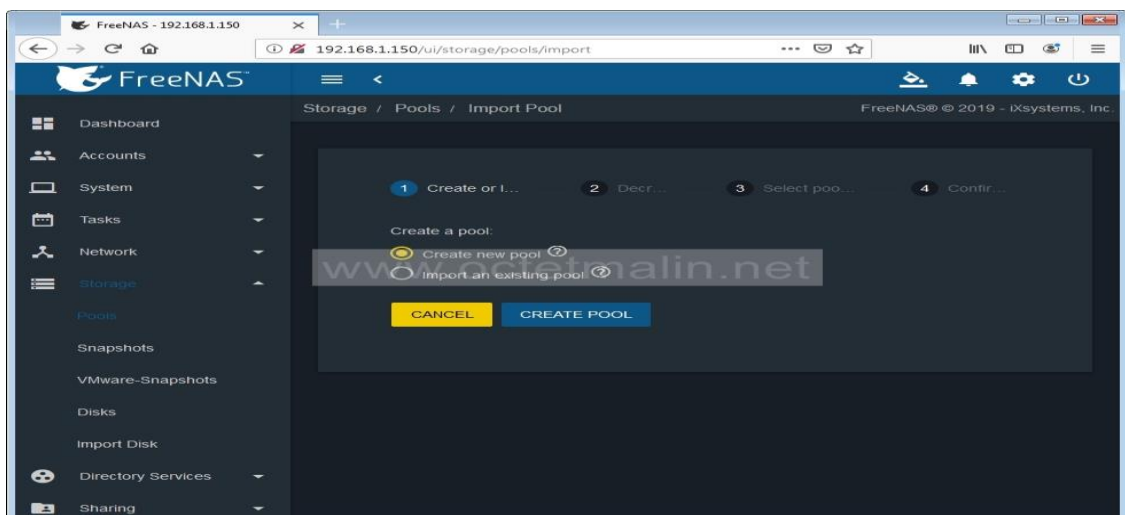 FreeNAS - 192.168.1.150
192.168.1.150/ui/storage/pools/import
FreeNAS
Storage / Pools / Import Pool
FreeNAS® © 2019 - iXsystems, Inc.
Dashboard
Accounts
System
Tasks
Network
Storage
Pools
Snapshots
VMware-Snapshots
Disks
Import Disk
Directory Services
Sharing
1 Create or I...
2 Decr...
3 Select poo...
4 Confir...
Create a pool:
Create new pool
Import an existing pool
www.octetmalin.net
CANCEL
CREATE POOL